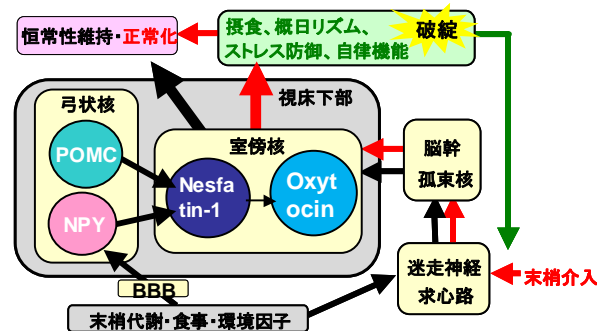 恒常性維持・正常化
摂食、概日リズム、
ストレス防御、自律機能
破綻
視床下部
弓状核
POMC
NPY
室傍核
Nesfa
tin-1
Oxyt
ocin
脳幹
孤束核
BBB
迷走神経
求心路
末梢介入
末梢代謝・食事・環境因子